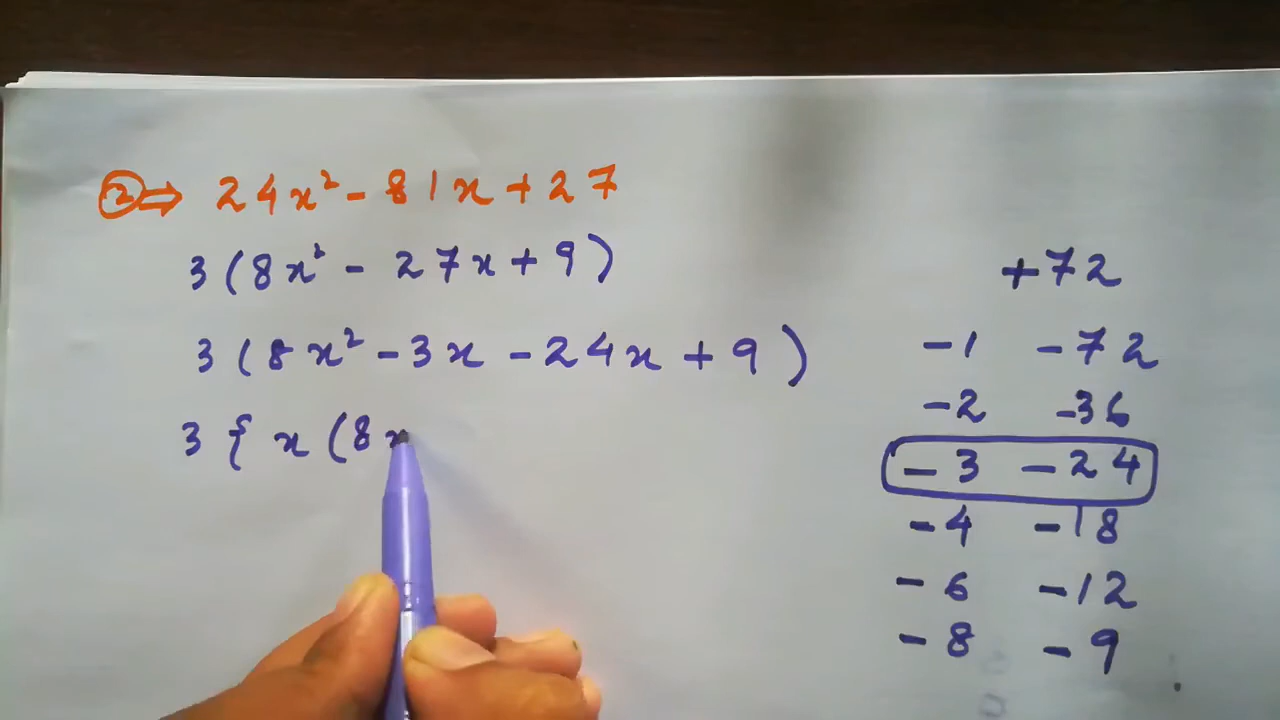 ② ⇒ 24x² - 81x + 27
3 ( 8x² - 27x + 9 )
3 ( 8x² - 3x - 24x + 9 )
3 { x ( 8x
+72
-1 -72
-2 -36
-3 -24
-4 -18
-6 -12
-8 -9